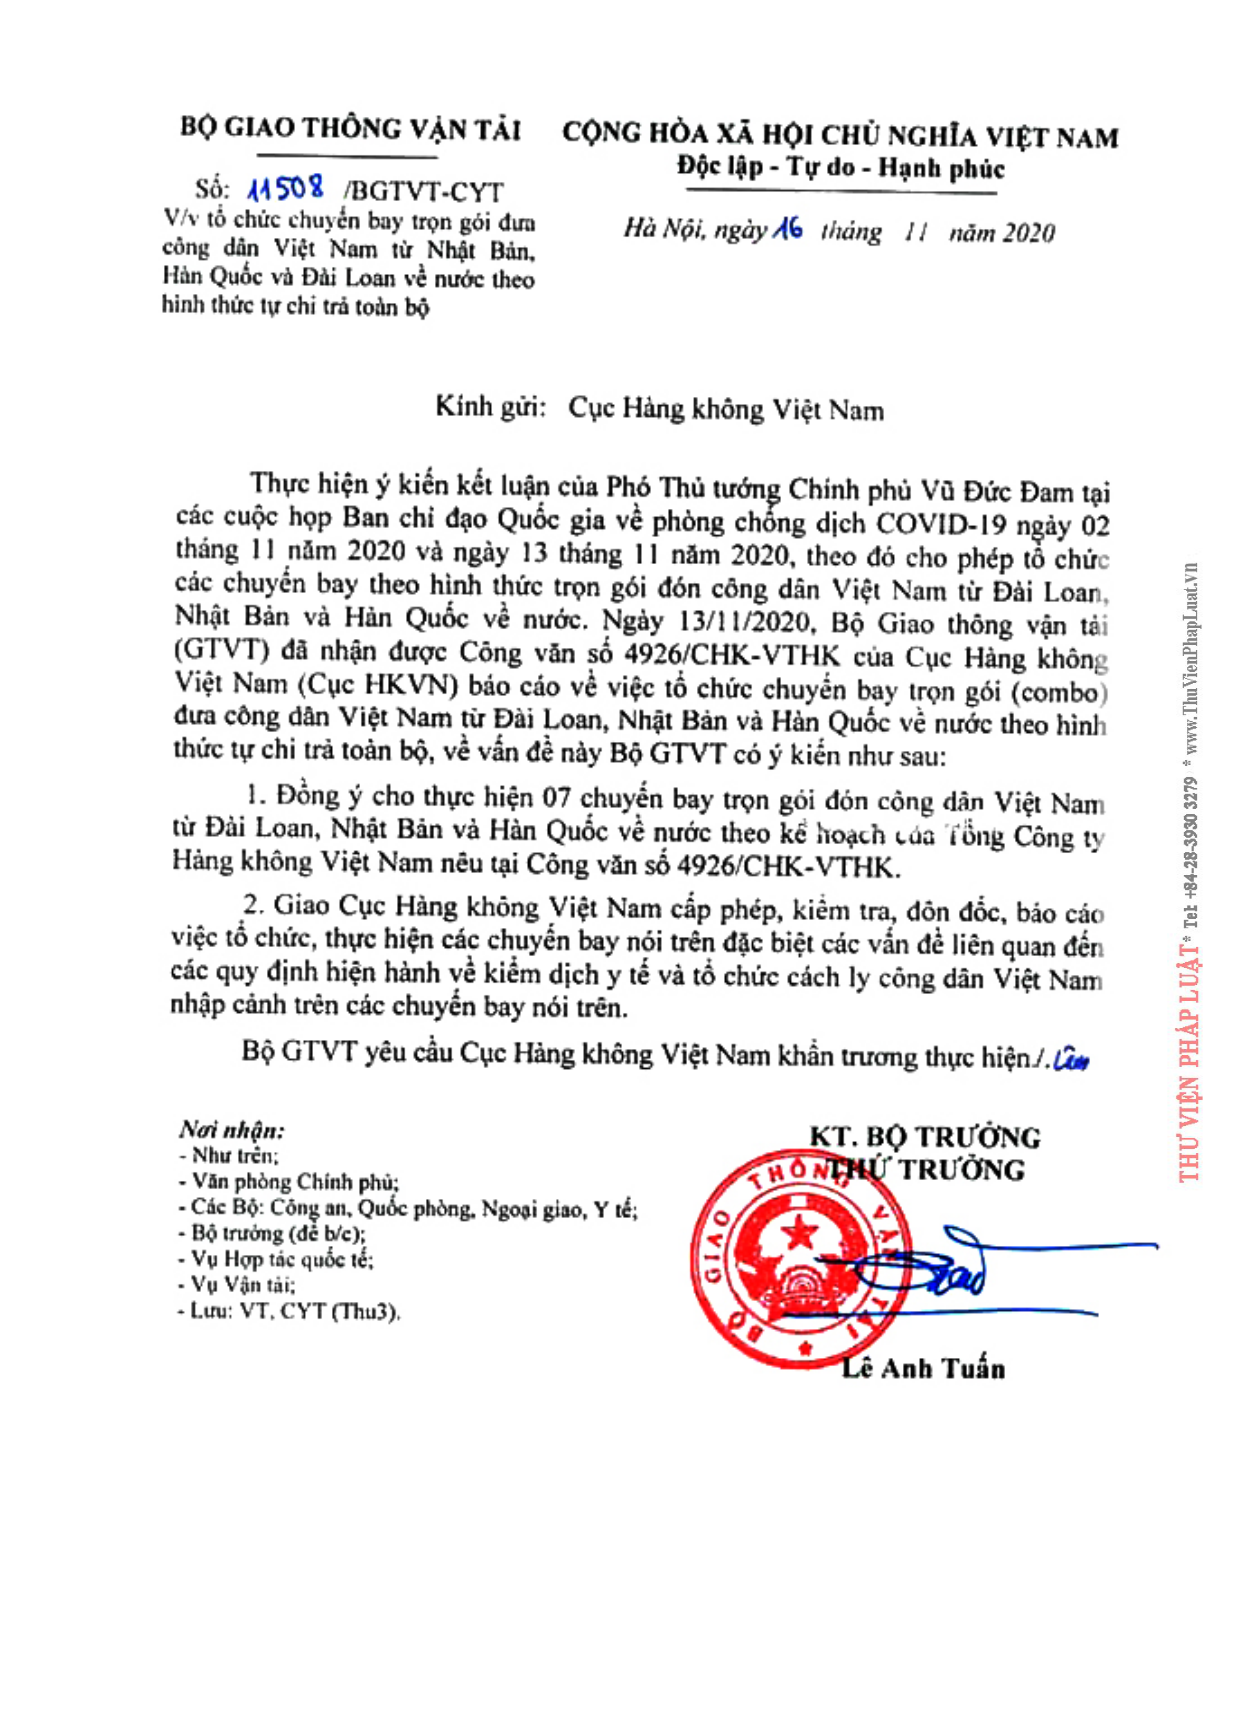 BỘ GIAO THÔNG VẬN TẢI
CỘNG HÒA XÃ HỘI CHỦ NGHĨA VIỆT NAM
Độc lập - Tự do - Hạnh phúc
Số: 11508 /BGTVT-CYT
V/v tổ chức chuyến bay trọn gói đưa
công dân Việt Nam từ Nhật Bản,
Hàn Quốc và Đài Loan về nước theo
hình thức tự chi trả toàn bộ
Hà Nội, ngày 16 tháng 11 năm 2020
Kính gửi: Cục Hàng không Việt Nam
Thực hiện ý kiến kết luận của Phó Thủ tướng Chính phủ Vũ Đức Đam tại
các cuộc họp Ban chỉ đạo Quốc gia về phòng chống dịch COVID-19 ngày 02
tháng 11 năm 2020 và ngày 13 tháng 11 năm 2020, theo đó cho phép tổ chức
các chuyến bay theo hình thức trọn gói đón công dân Việt Nam từ Đài Loan,
Nhật Bản và Hàn Quốc về nước. Ngày 13/11/2020, Bộ Giao thông vận tải
(GTVT) đã nhận được Công văn số 4926/CHK-VTHK của Cục Hàng không
Việt Nam (Cục HKVN) báo cáo về việc tổ chức chuyến bay trọn gói (combo)
đưa công dân Việt Nam từ Đài Loan, Nhật Bản và Hàn Quốc về nước theo hình
thức tự chi trả toàn bộ, về vấn đề này Bộ GTVT có ý kiến như sau:
1. Đồng ý cho thực hiện 07 chuyến bay trọn gói đón công dân Việt Nam
từ Đài Loan, Nhật Bản và Hàn Quốc về nước theo kế hoạch của Tổng Công ty
Hàng không Việt Nam nêu tại Công văn số 4926/CHK-VTHK.
2. Giao Cục Hàng không Việt Nam cấp phép, kiểm tra, đôn đốc, báo cáo
việc tổ chức, thực hiện các chuyến bay nói trên đặc biệt các vấn đề liên quan đến
các quy định hiện hành về kiểm dịch y tế và tổ chức cách ly công dân Việt Nam
nhập cảnh trên các chuyến bay nói trên.
Bộ GTVT yêu cầu Cục Hàng không Việt Nam khẩn trương thực hiện./.
Nơi nhận:
- Như trên;
- Văn phòng Chính phủ;
- Các Bộ: Công an, Quốc phòng, Ngoại giao, Y tế;
- Bộ trưởng (để b/c);
- Vụ Hợp tác quốc tế;
- Vụ Vận tải;
- Lưu: VT, CYT (Thu3).
KT. BỘ TRƯỞNG
THỨ TRƯỞNG
BỘ GIAO THÔNG VẬN TẢI
Lê Anh Tuấn
THƯ VIỆN PHÁP LUẬT * Tel: +84-28-3930 3279 * www.ThuVienPhapLuat.vn